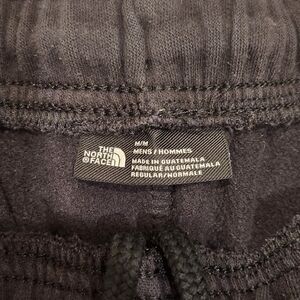 THE
NORTH
FACE
M/M
MENS / HOMMES
MADE IN GUATEMALA
FABRIQUÉ AU GUATEMALA
REGULAR/NORMALE